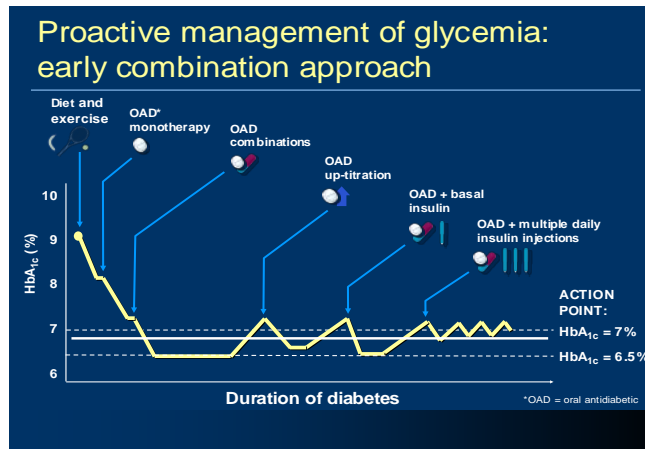 Proactive management of glycemia:
early combination approach
Diet and
exercise
OAD*
monotherapy
OAD
combinations
OAD
up-titration
OAD + basal
insulin
OAD + multiple daily
insulin injections
HbA1c (%)
10
9
8
7
6
ACTION
POINT:
HbA1c = 7%
HbA1c = 6.5%
Duration of diabetes
*OAD = oral antidiabetic